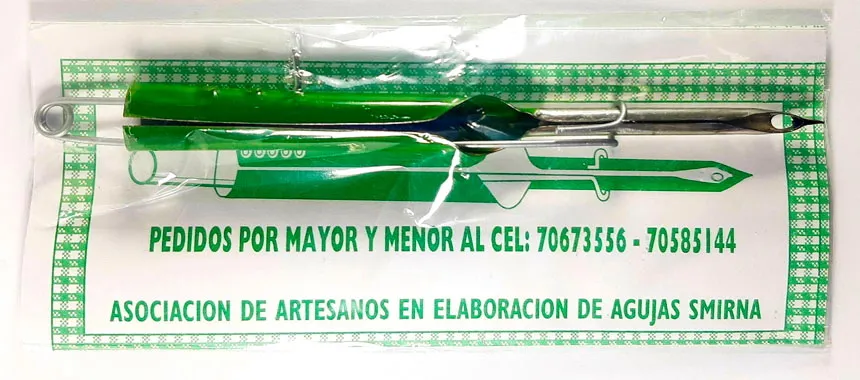 PEDIDOS POR MAYOR Y MENOR AL CEL: 70673556 - 70585144
ASOCIACION DE ARTESANOS EN ELABORACION DE AGUJAS SMIRNA